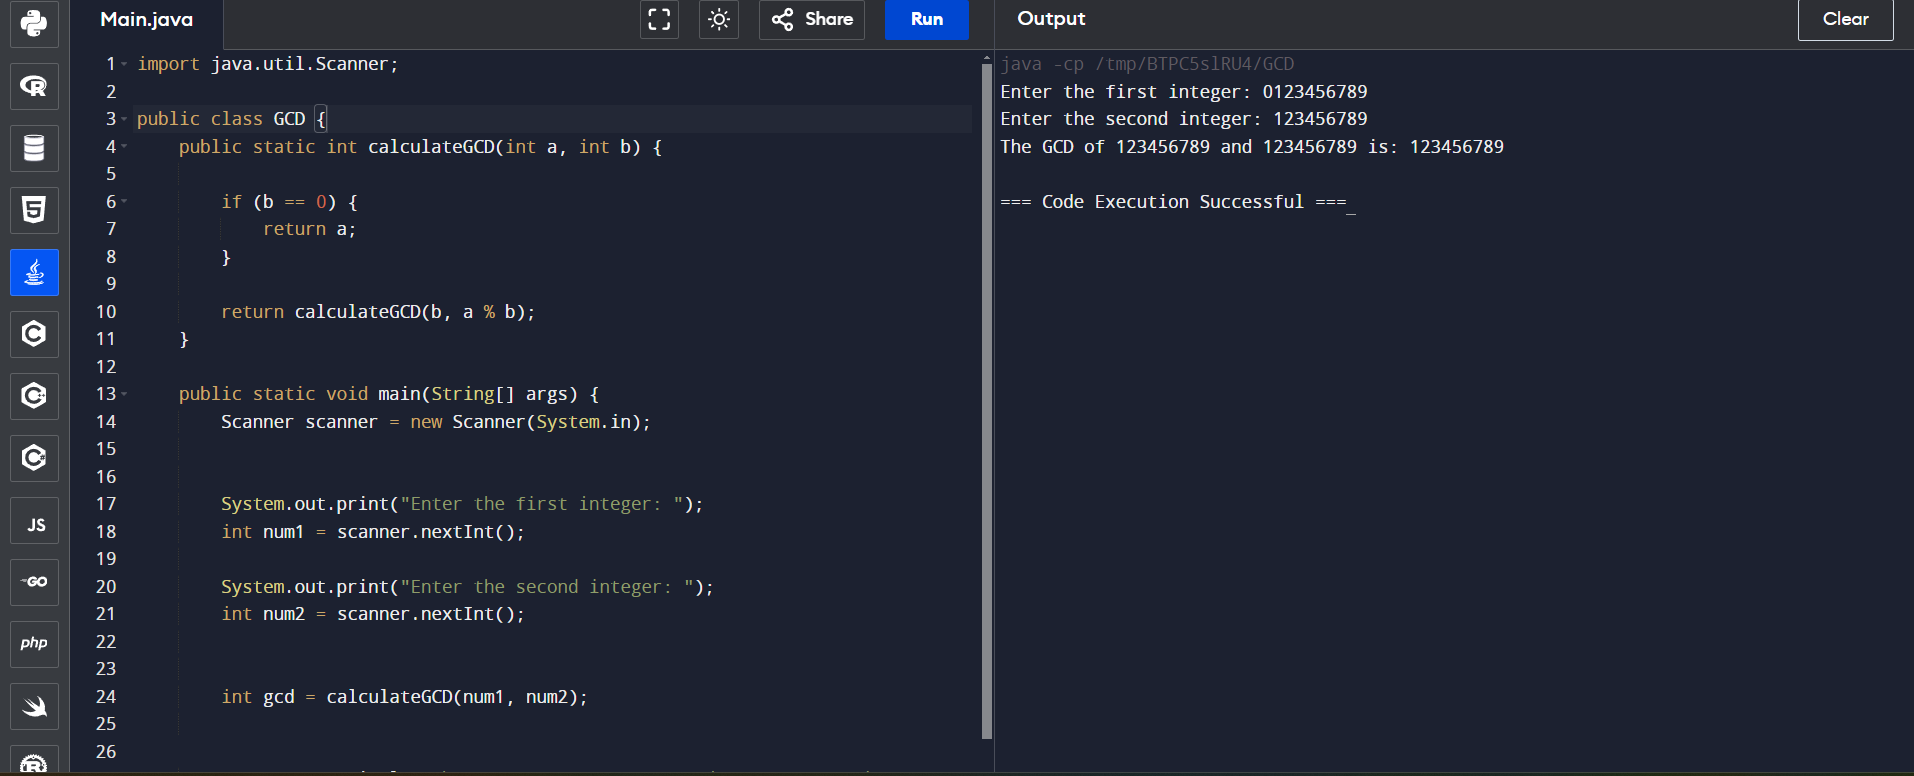 Main.java
Share
Run
Output
Clear
1 import java.util.Scanner;
2
3 public class GCD {
4 public static int calculateGCD(int a, int b) {
5
6 if (b == 0) {
7 return a;
8 }
9
10 return calculateGCD(b, a % b);
11 }
12
13 public static void main(String[] args) {
14 Scanner scanner = new Scanner(System.in);
15
16
17 System.out.print("Enter the first integer: ");
18 int num1 = scanner.nextInt();
19
20 System.out.print("Enter the second integer: ");
21 int num2 = scanner.nextInt();
22
23
24 int gcd = calculateGCD(num1, num2);
25
26
java -cp /tmp/BTPC5slRU4/GCD
Enter the first integer: 0123456789
Enter the second integer: 123456789
The GCD of 123456789 and 123456789 is: 123456789
=== Code Execution Successful ===_
R
5
C
C++
C#
JS
GO
php
R